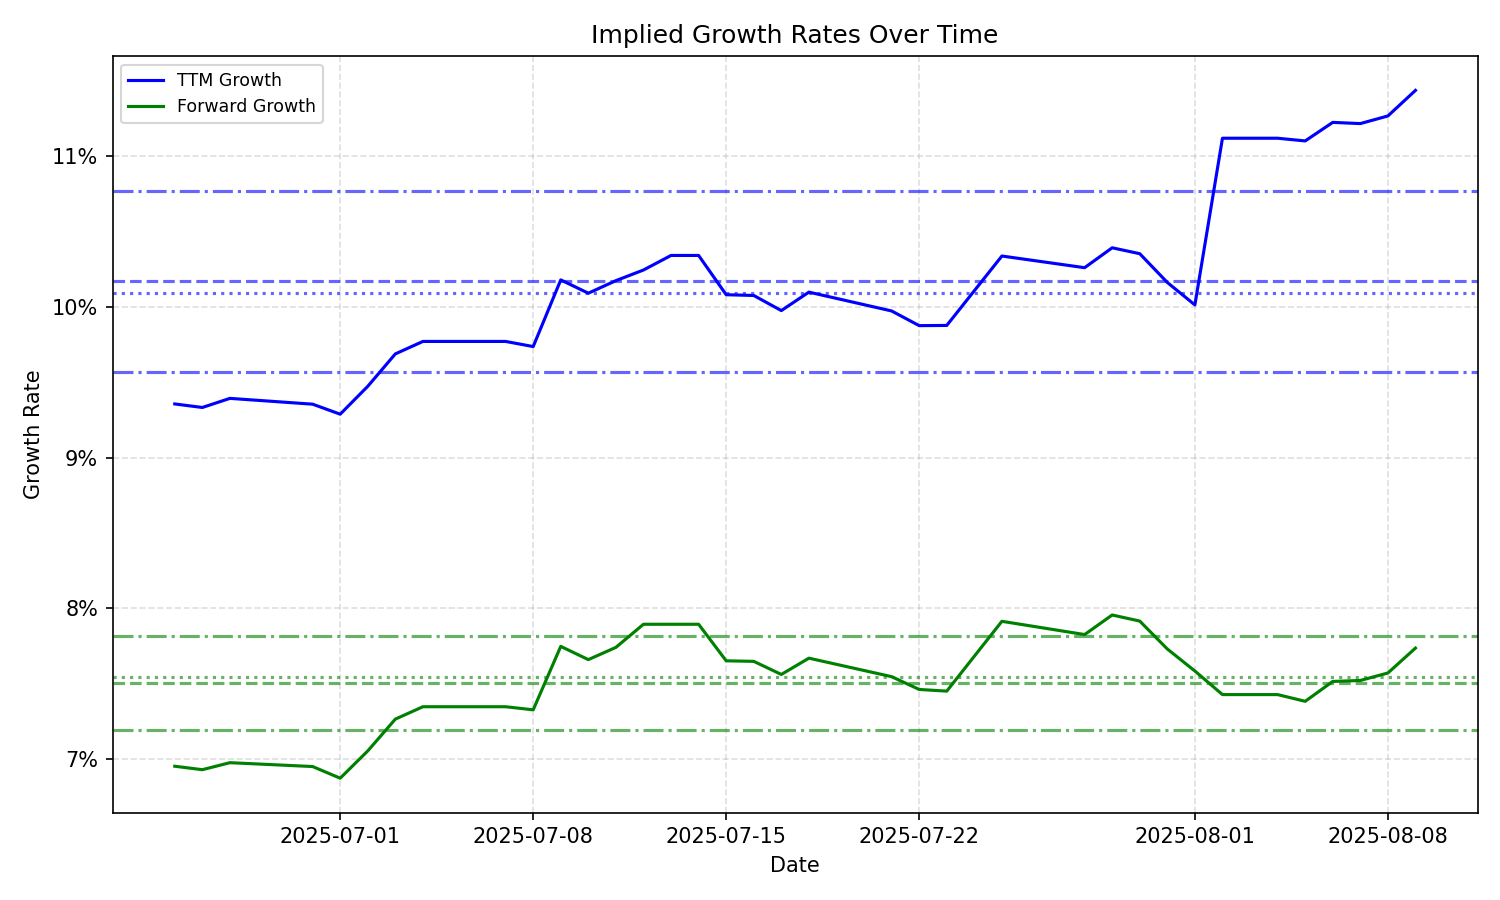 Implied Growth Rates Over Time
TTM Growth
Forward Growth
11%
10%
9%
8%
7%
Growth Rate
2025-07-01
2025-07-08
2025-07-15
2025-07-22
2025-08-01
2025-08-08
Date